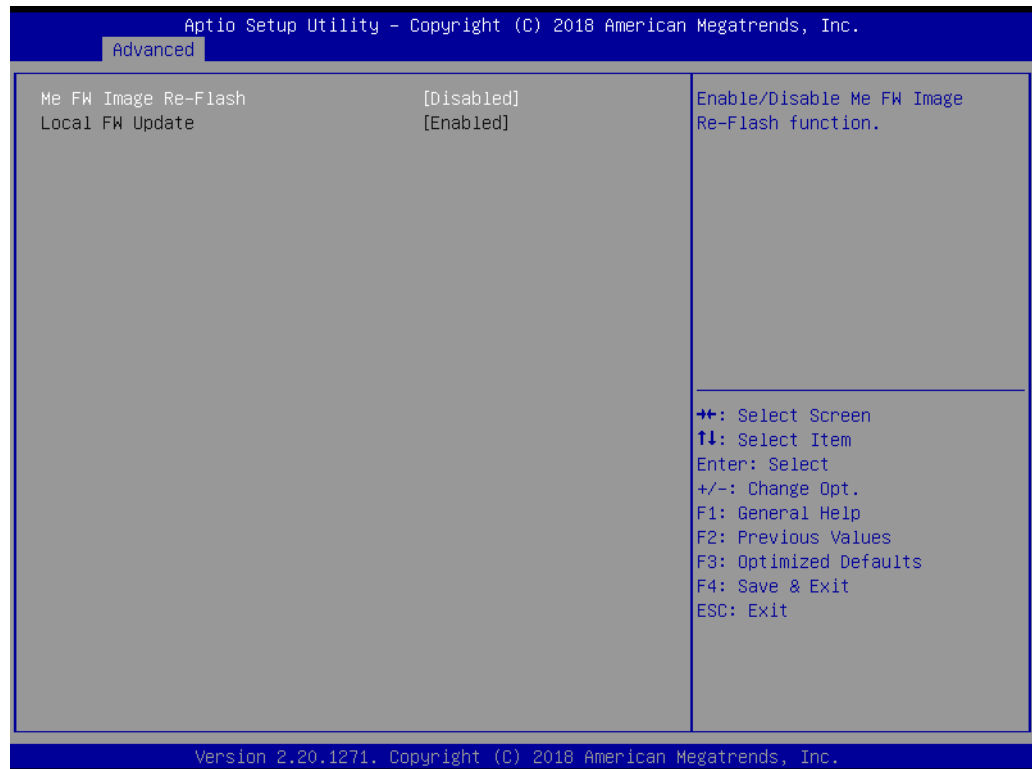 Aptio Setup Utility – Copyright (C) 2018 American Megatrends, Inc.
Advanced
Me FW Image Re-Flash [Disabled]
Local FW Update [Enabled]
Enable/Disable Me FW Image
Re-Flash function.
→←: Select Screen
↑↓: Select Item
Enter: Select
+/-: Change Opt.
F1: General Help
F2: Previous Values
F3: Optimized Defaults
F4: Save & Exit
ESC: Exit
Version 2.20.1271. Copyright (C) 2018 American Megatrends, Inc.